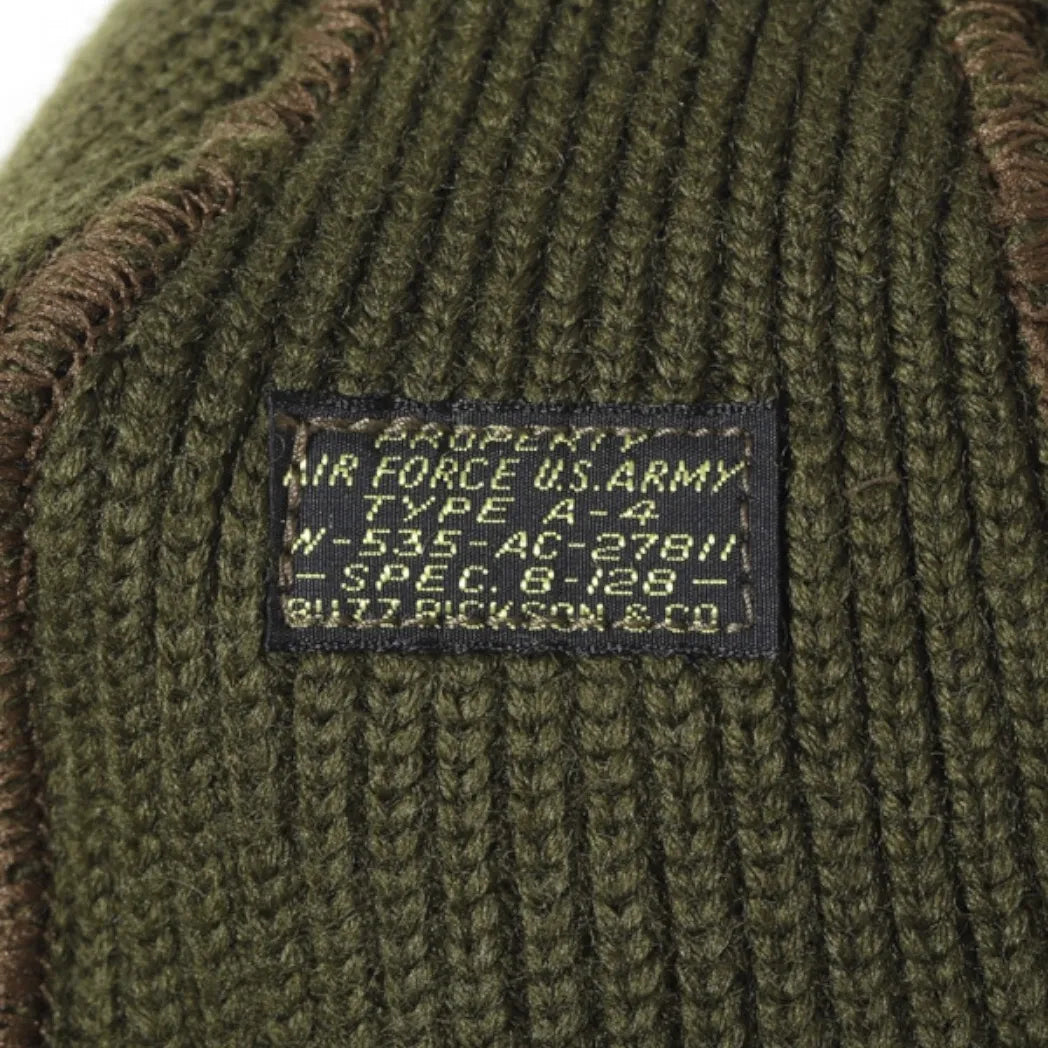 PROPERTY
AIR FORCE U.S. ARMY
TYPE A-4
W-535-AC-27811
- SPEC. 8-128 -
BUZZ RICKSON & CO.